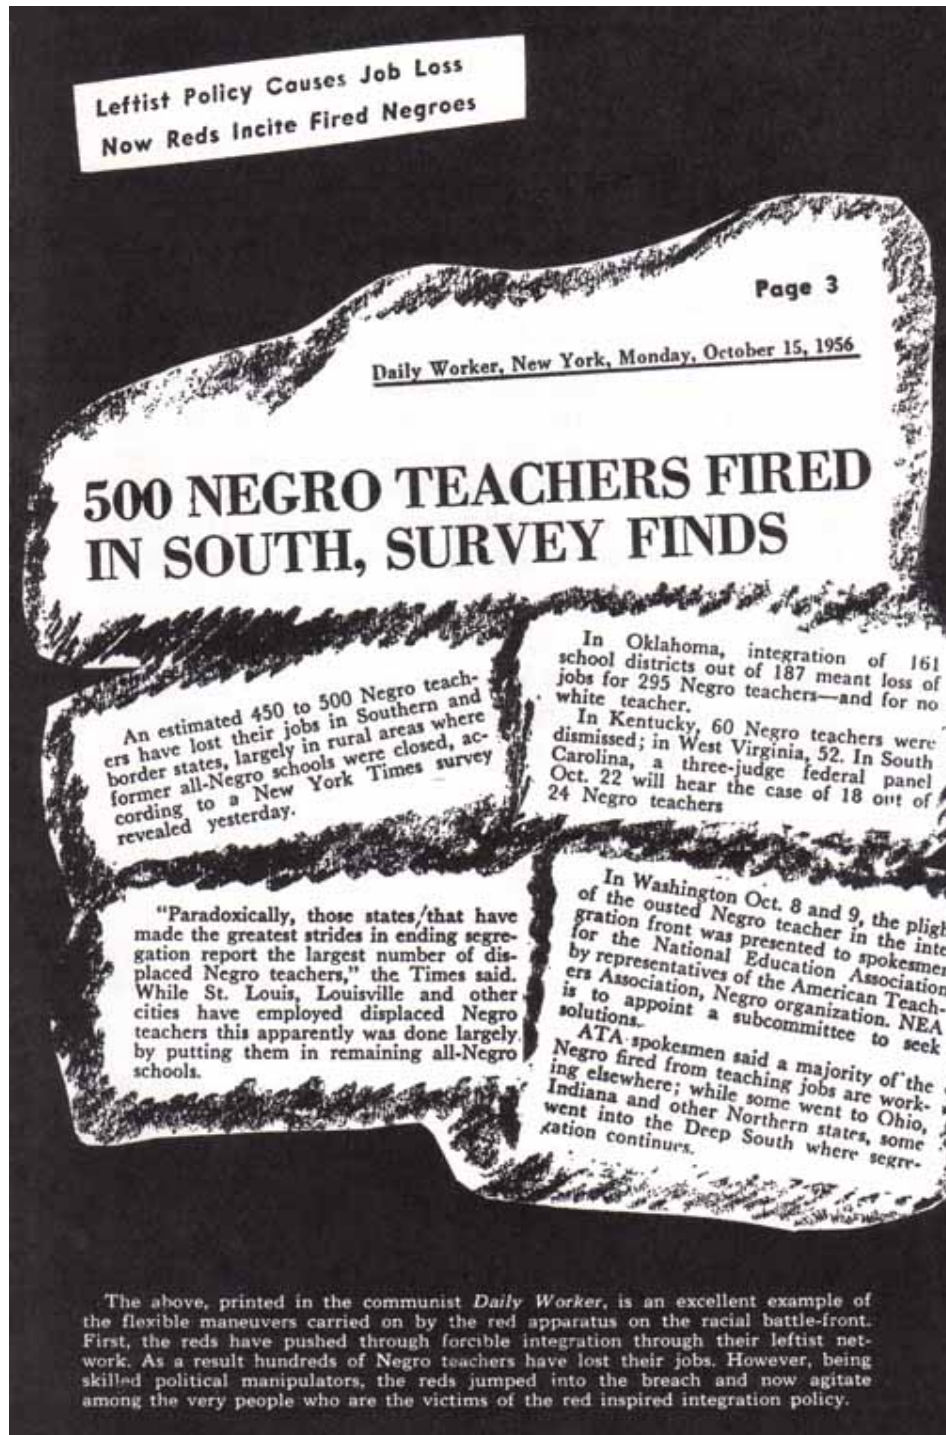 Leftist Policy Causes Job Loss
Now Reds Incite Fired Negroes
Page 3
Daily Worker, New York, Monday, October 15, 1956
500 NEGRO TEACHERS FIRED
IN SOUTH, SURVEY FINDS
An estimated 450 to 500 Negro teach-
ers have lost their jobs in Southern and
border states, largely in rural areas where
former all-Negro schools were closed, ac-
cording to a New York Times survey
revealed yesterday.
"Paradoxically, those states/that have
made the greatest strides in ending segre-
gation report the largest number of dis-
placed Negro teachers," the Times said.
While St. Louis, Louisville and other
cities have employed displaced Negro
teachers this apparently was done largely
by putting them in remaining all-Negro
schools.
In Oklahoma, integration of 161
school districts out of 187 meant loss of
jobs for 295 Negro teachers—and for no
white teacher.
In Kentucky, 60 Negro teachers were
dismissed; in West Virginia, 52. In South
Carolina, a three-judge federal panel
Oct. 22 will hear the case of 18 out of
24 Negro teachers
In Washington Oct. 8 and 9, the pligh
of the ousted Negro teacher in the inte
gration front was presented to spokesmen
for the National Education Association
by representatives of the American Teach-
ers Association, Negro organization. NEA
is to appoint a subcommittee to seek
solutions.
ATA spokesmen said a majority of the
Negro fired from teaching jobs are work-
ing elsewhere; while some went to Ohio,
Indiana and other Northern states, some
went into the Deep South where segre-
gation continues.
The above, printed in the communist Daily Worker, is an excellent example of
the flexible maneuvers carried on by the red apparatus on the racial battle-front.
First, the reds have pushed through forcible integration through their leftist net-
work. As a result hundreds of Negro teachers have lost their jobs. However, being
skilled political manipulators, the reds jumped into the breach and now agitate
among the very people who are the victims of the red inspired integration policy.